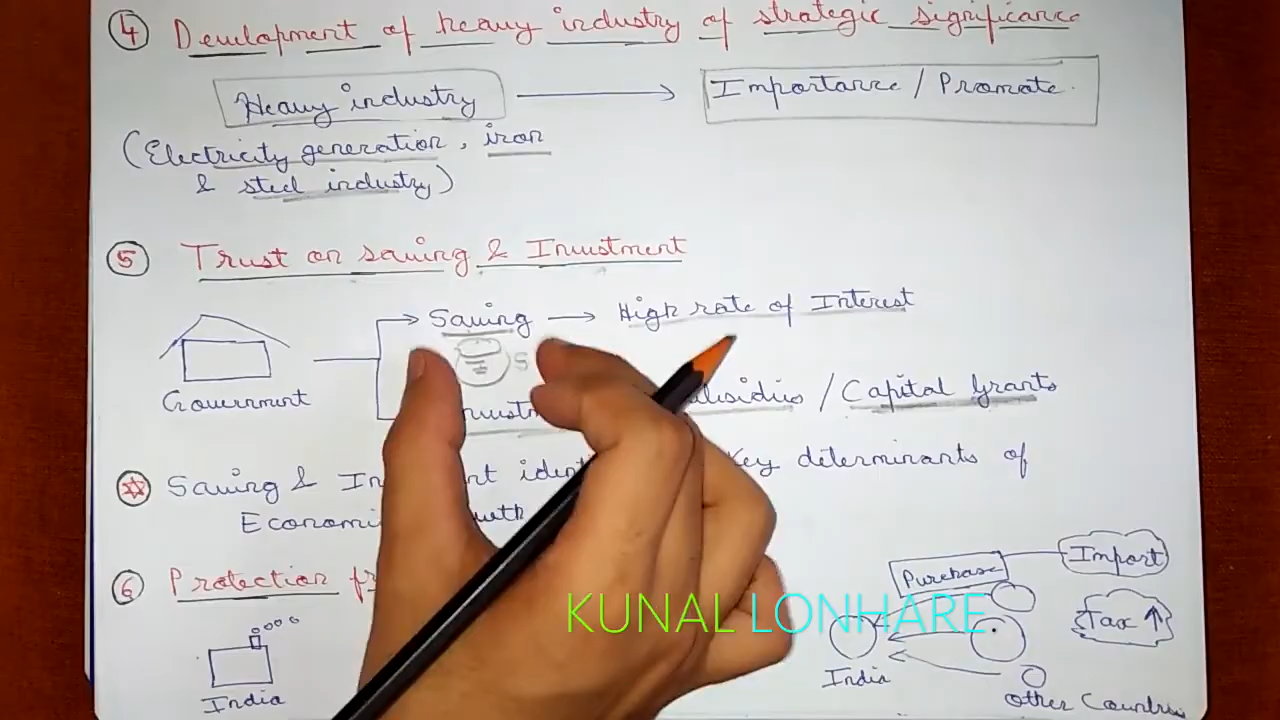 ④ Development of heavy industry of strategic significance
Heavy industry → Importance / Promote.
(Electricity generation, iron
& steel industry)
⑤ Trust on saving & Investment
Saving → High rate of Interest
Government
/ Capital Grants
Saving & key determinants of
⑥ Protection
Purchase
Import
Tax ↑
KUNAL LONHARE
India
India
other Countries